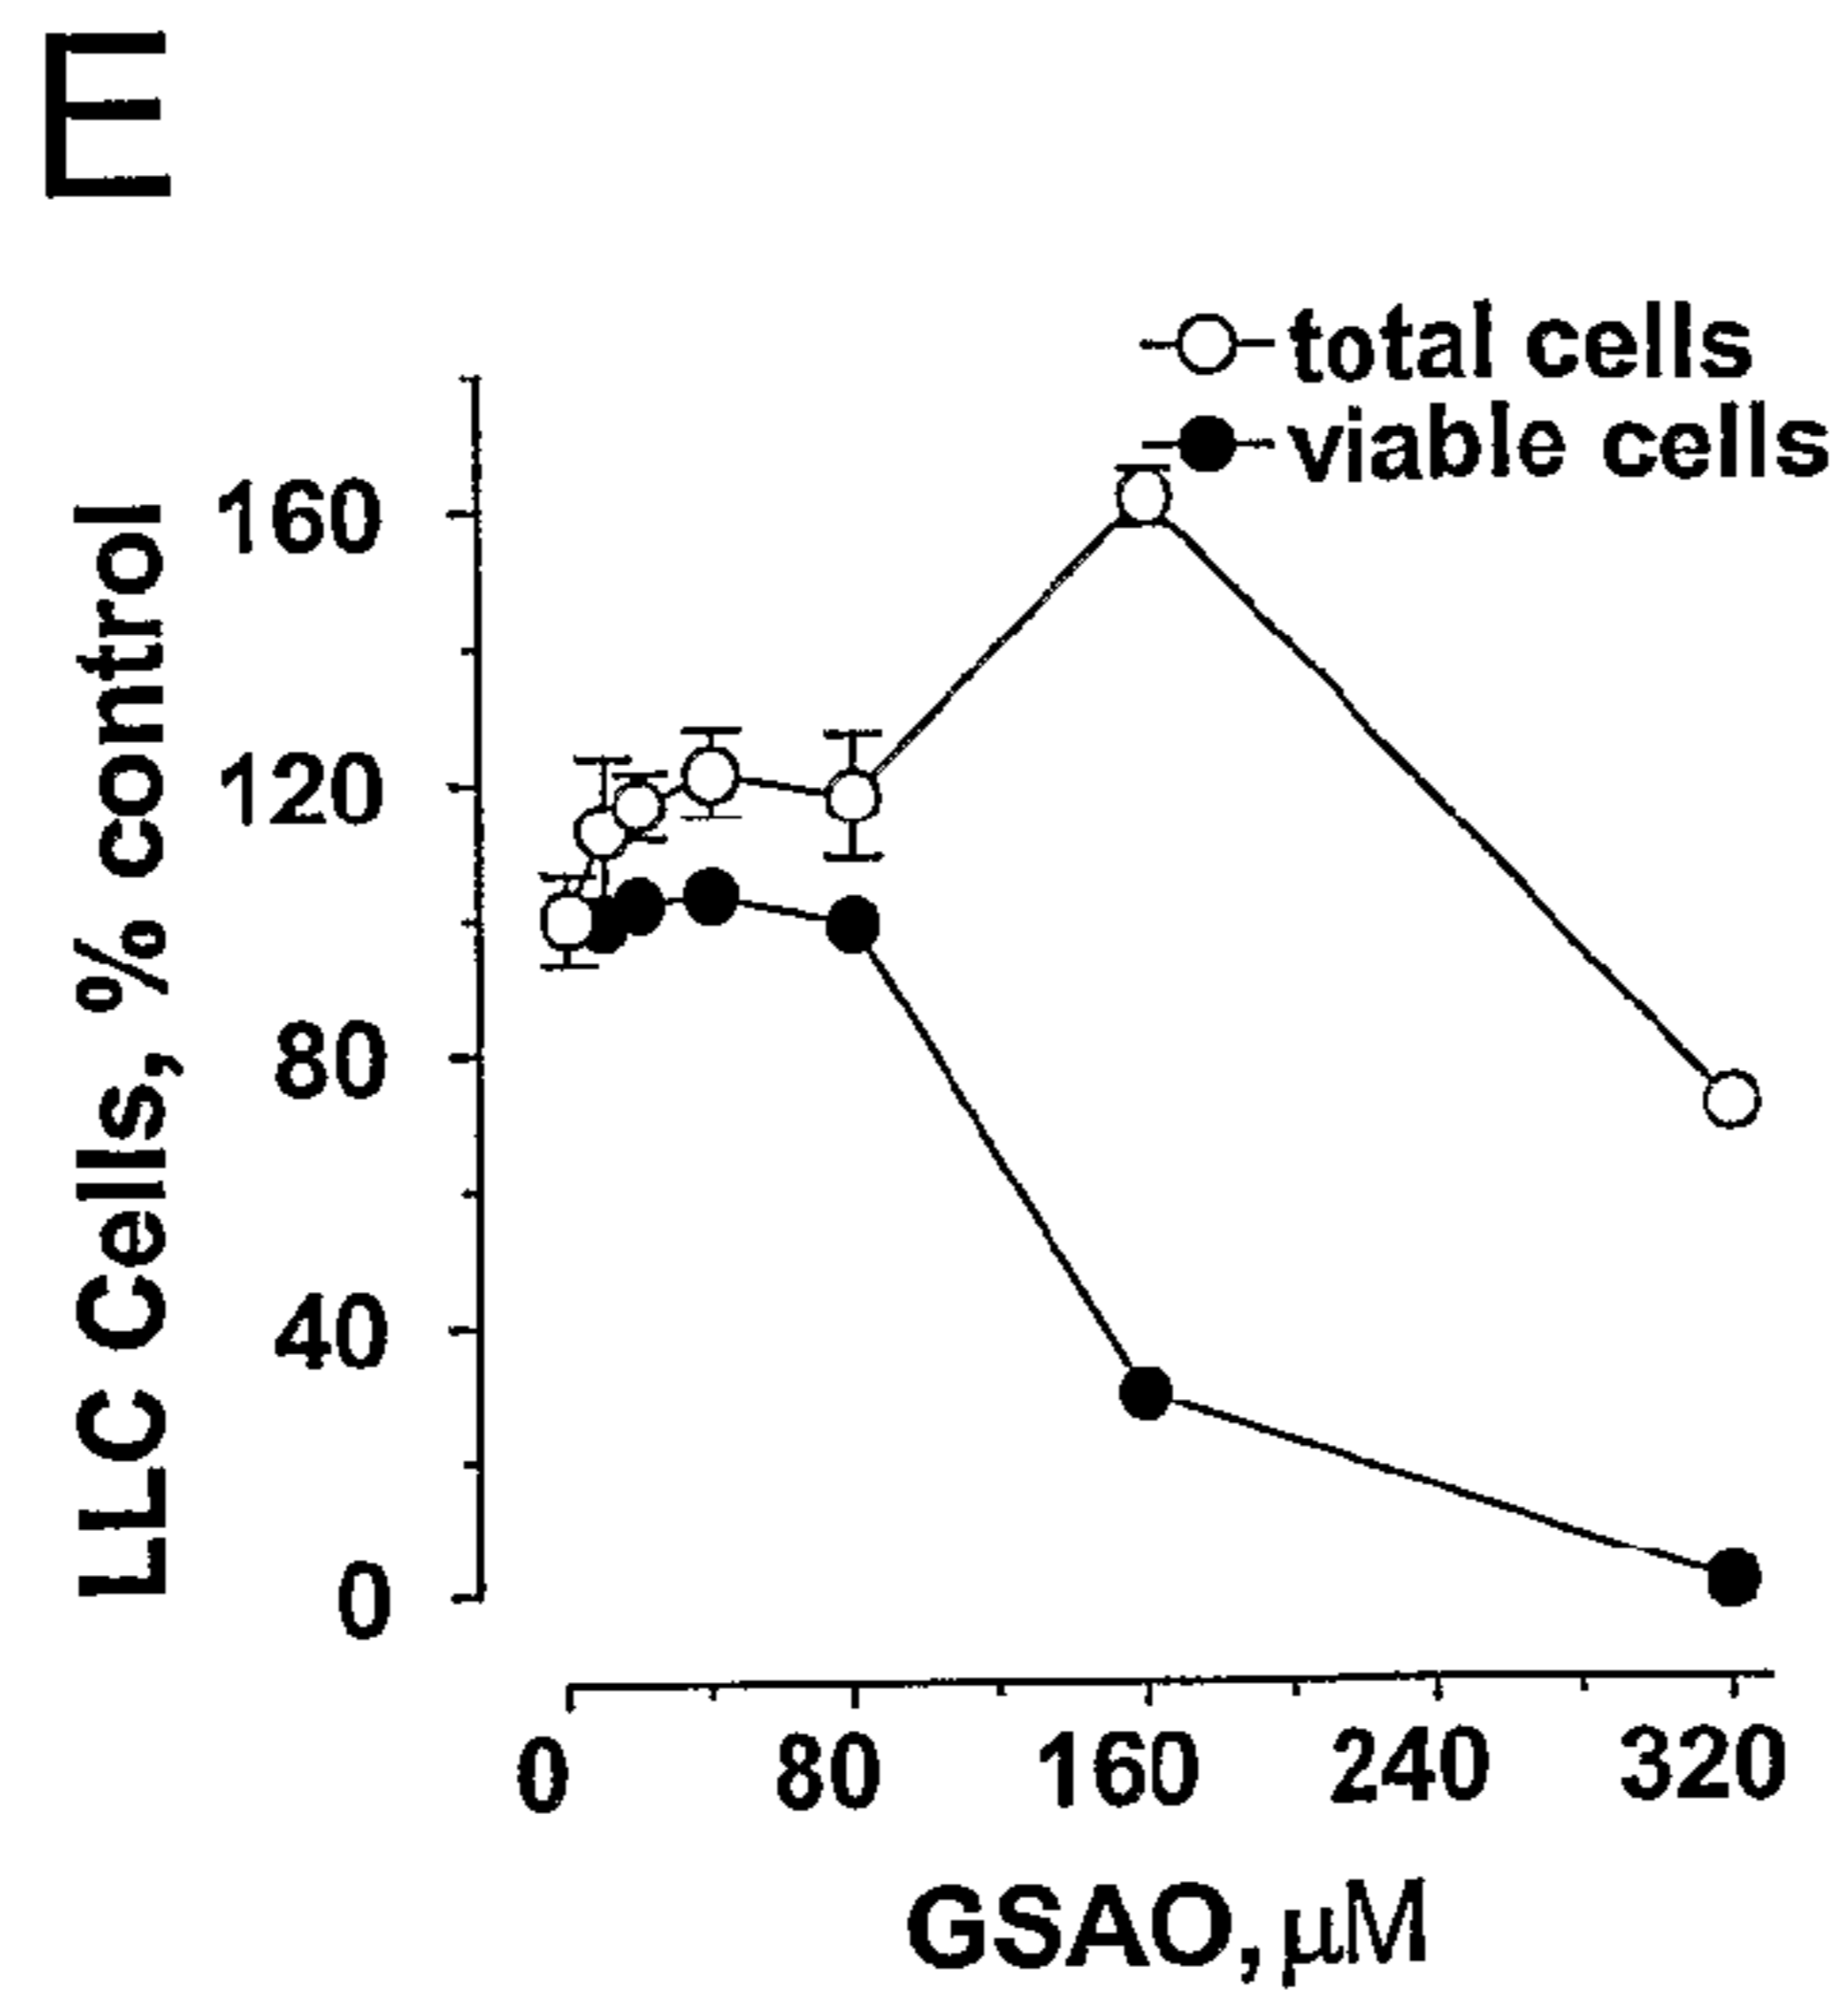 E
total cells
viable cells
LLC Cells, % control
160
120
80
40
0
0 80 160 240 320
GSAO, µM